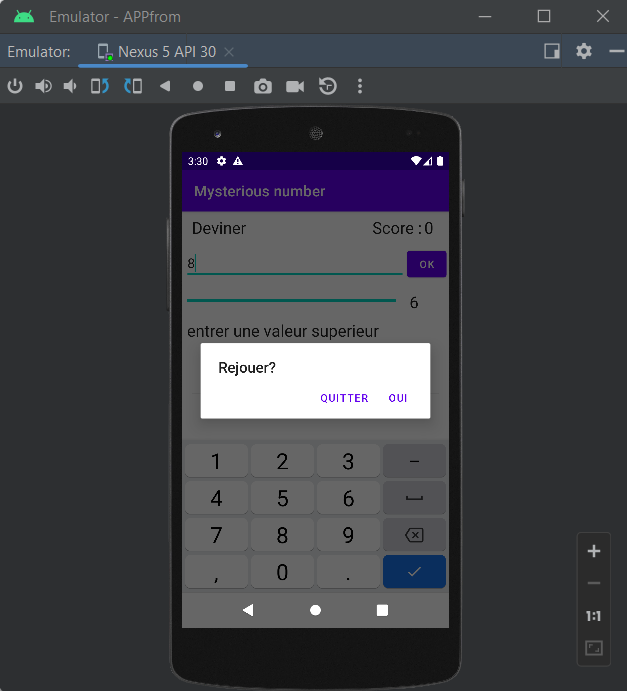 Emulator - APPfrom
Emulator: Nexus 5 API 30
3:30
Mysterious number
Deviner Score : 0
8 OK
6
entrer une valeur superieur
Rejouer?
QUITTER OUI
1 2 3 –
4 5 6
7 8 9
, 0 .
1:1